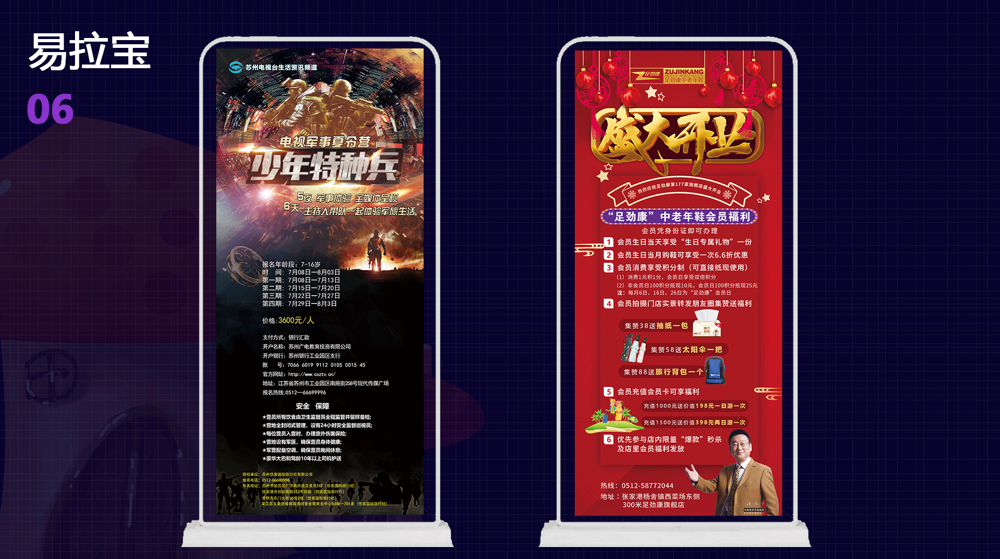 易拉宝
06
苏州电视台生活资讯频道
电视军事夏令营
少年特种兵
5夜 军事体验 全媒体呈现
6天 主持人带队一起体验军旅生活
报名年龄段：7-16岁
时 间：7月08日—8月03日
第一期：7月08日—7月13日
第二期：7月15日—7月20日
第三期：7月22日—7月27日
第四期：7月29日—8月3日
价格:3600元/人
支付方式：银行汇款
开户名称：苏州广电教育投资有限公司
开户银行：苏州银行工业园区支行
账 号：7066 6019 9112 0105 0015 45
官方网址：http://www.csztv.cn/
地址：江苏省苏州市工业园区南施街258号现代传媒广场
报名热线:0512—66699996
安全 保障
★营员所有饮食由卫生监督员全程监管并留样备检;
★营地全封闭式管理，设有24小时安全监督巡视员;
★每位营员入营时，办理意外伤害保险;
★营地设有军医，确保营员身体健康;
★军营配备空调，确保营员晚间休息;
★豪华大巴和驾龄10年以上司机护送
授权单位：苏州悠客国际旅行社有限公司
报名电话：0512-66699996
报名地址：苏州市姑苏区广济南中盛艾美负1楼（悠客国际旅行社）
张家港市长安南路352号四楼（悠客国际旅行社）
常熟市东门大街56号2楼（悠客国际旅行社）
吴江区太湖新城体育路财智金鹰商业中心B3幢—701室（悠客国际旅行社）
足劲康
ZUJINKANG
足劲康中老年鞋
盛大开业
热烈庆祝足劲康第177家旗舰店盛大开业
“足劲康”中老年鞋会员福利
会员凭身份证即可办理
1 会员生日当天享受“生日专属礼物”一份
2 会员生日当月购鞋可享受一次6.6折优惠
3 会员消费享受积分制（可直接抵现使用）
（1）消费1元积1分，会员日享受双倍积分
（2）非会员日100积分抵现10元，会员日100积分抵现25元
注：每月6日、16日、26日为“足劲康”会员日
4 会员拍摄门店实景转发朋友圈集赞送福利
集赞38送抽纸一包
集赞58送太阳伞一把
集赞88送旅行背包一个
5 会员充值会员卡可享福利
充值1000元送价值198元一日游一次
充值1500元送价值398元两日游一次
6 优先参与店内限量“爆款”秒杀
及店里会员福利发放
热线：0512-58772044
地址：张家港杨舍镇西菜场东侧
300米足劲康旗舰店